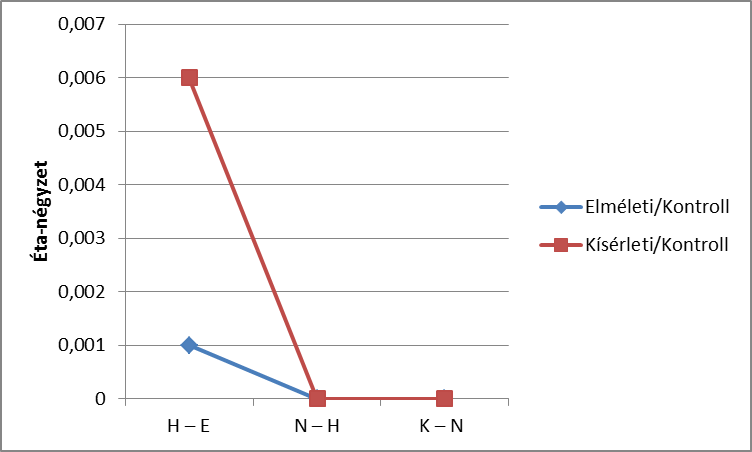 0,007
0,006
0,005
0,004
0,003
0,002
0,001
0
Éta-négyzet
H – E
N – H
K – N
Elméleti/Kontroll
Kísérleti/Kontroll